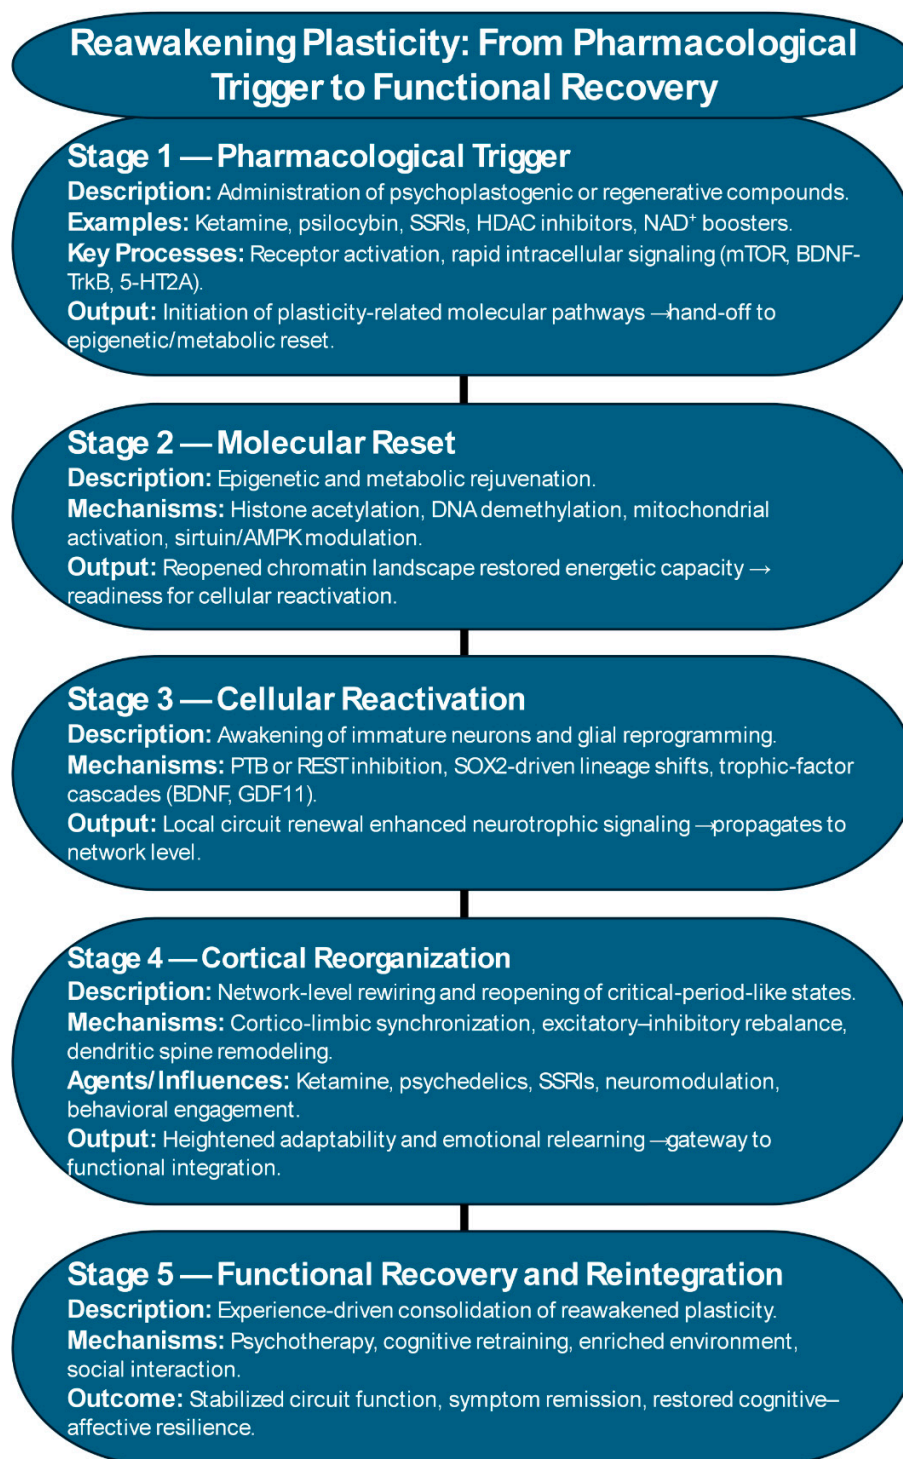 Reawakening Plasticity: From Pharmacological
Trigger to Functional Recovery
Stage 1 — Pharmacological Trigger
Description: Administration of psychoplastogenic or regenerative compounds.
Examples: Ketamine, psilocybin, SSRIs, HDAC inhibitors, NAD⁺ boosters.
Key Processes: Receptor activation, rapid intracellular signaling (mTOR, BDNF-
TrkB, 5-HT2A).
Output: Initiation of plasticity-related molecular pathways →hand-off to
epigenetic/metabolic reset.
Stage 2 — Molecular Reset
Description: Epigenetic and metabolic rejuvenation.
Mechanisms: Histone acetylation, DNA demethylation, mitochondrial
activation, sirtuin/AMPK modulation.
Output: Reopened chromatin landscape restored energetic capacity →
readiness for cellular reactivation.
Stage 3 — Cellular Reactivation
Description: Awakening of immature neurons and glial reprogramming.
Mechanisms: PTB or REST inhibition, SOX2-driven lineage shifts, trophic-factor
cascades (BDNF, GDF11).
Output: Local circuit renewal enhanced neurotrophic signaling →propagates to
network level.
Stage 4 — Cortical Reorganization
Description: Network-level rewiring and reopening of critical-period-like states.
Mechanisms: Cortico-limbic synchronization, excitatory–inhibitory rebalance,
dendritic spine remodeling.
Agents/Influences: Ketamine, psychedelics, SSRIs, neuromodulation,
behavioral engagement.
Output: Heightened adaptability and emotional relearning →gateway to
functional integration.
Stage 5 — Functional Recovery and Reintegration
Description: Experience-driven consolidation of reawakened plasticity.
Mechanisms: Psychotherapy, cognitive retraining, enriched environment,
social interaction.
Outcome: Stabilized circuit function, symptom remission, restored cognitive–
affective resilience.